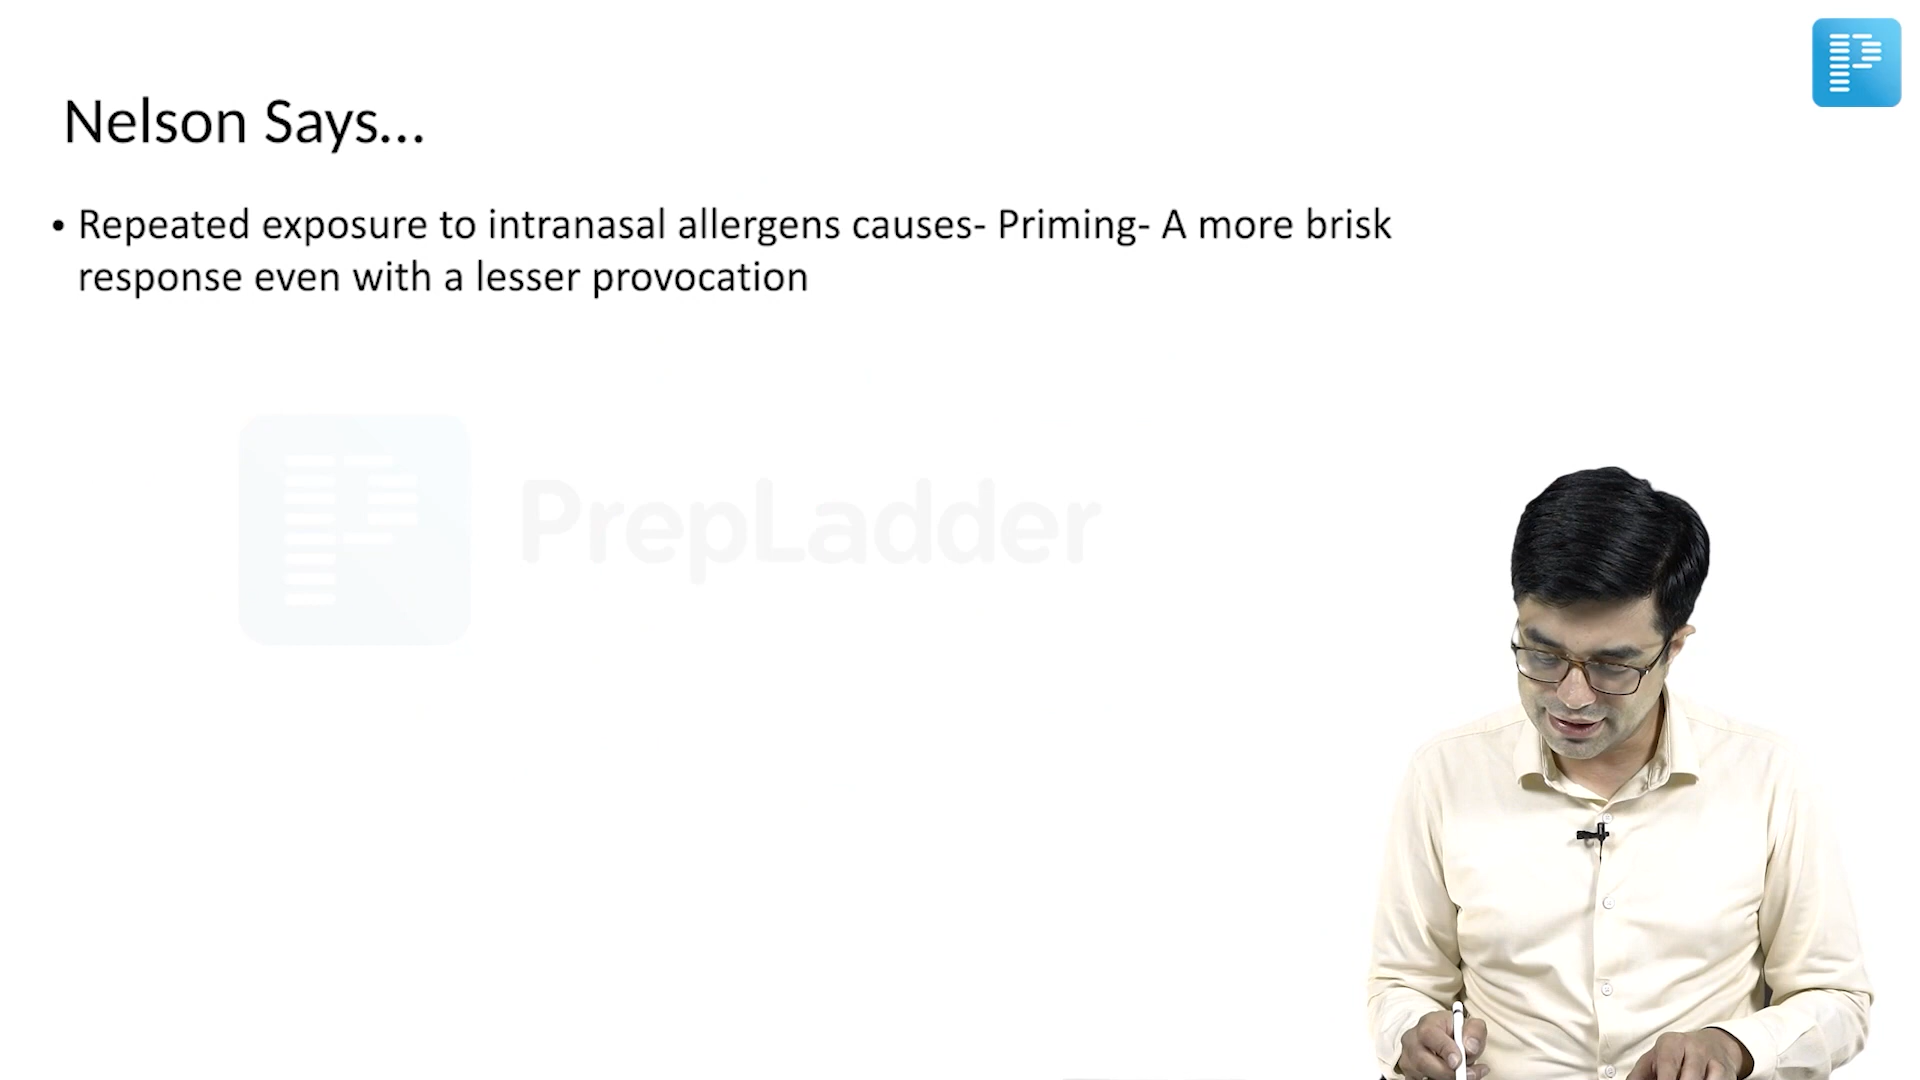 Nelson Says...
• Repeated exposure to intranasal allergens causes- Priming- A more brisk
response even with a lesser provocation
PrepLadder